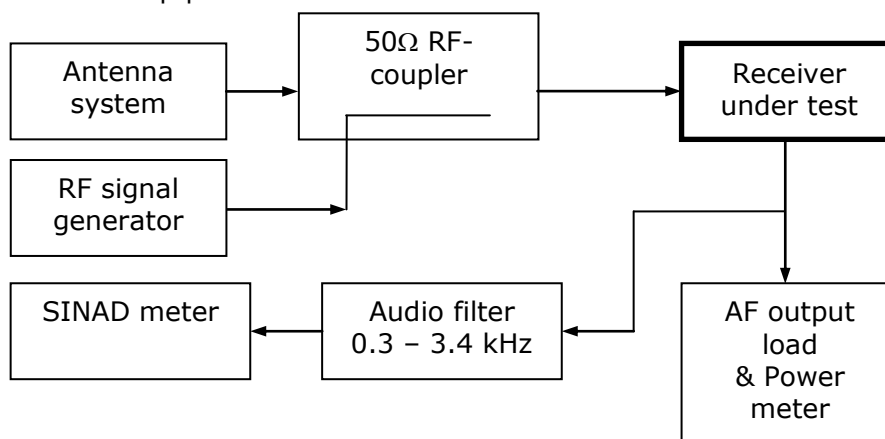 Antenna
system
50Ω RF-
coupler
Receiver
under test
RF signal
generator
SINAD meter
Audio filter
0.3 – 3.4 kHz
AF output
load
& Power
meter